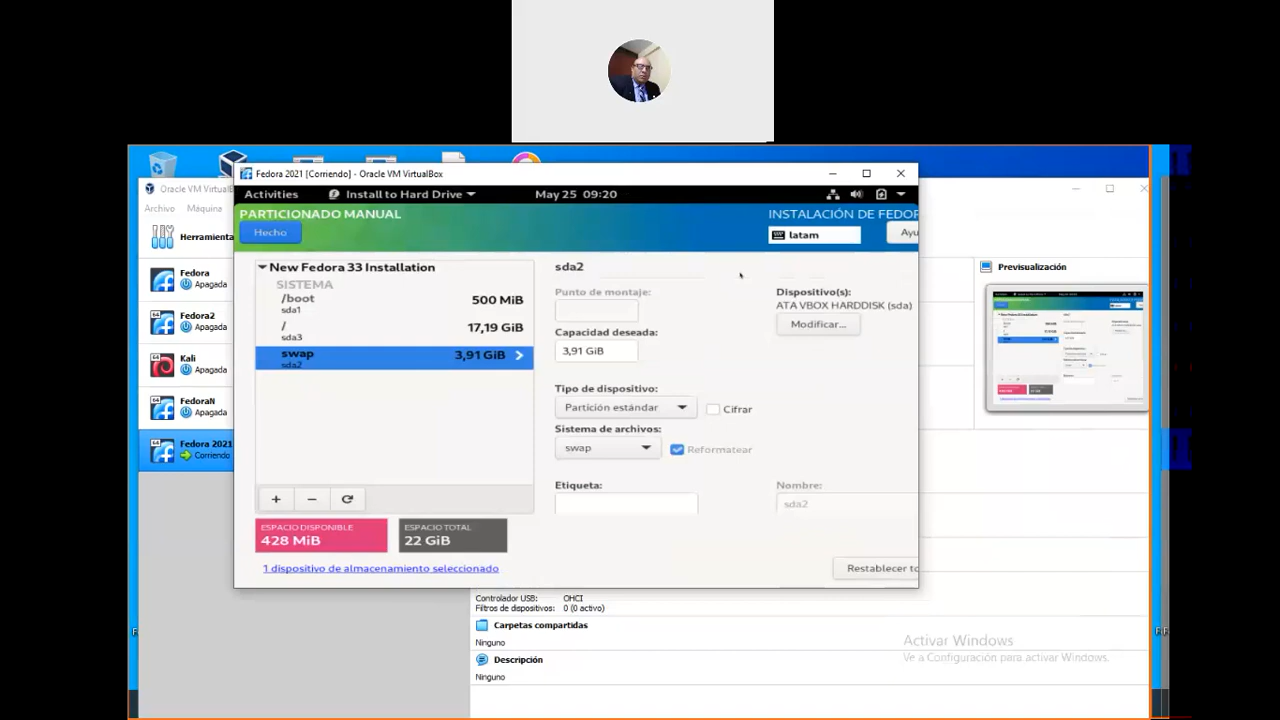 Fedora 2021 [Corriendo] - Oracle VM VirtualBox
Activities
Install to Hard Drive
May 25 09:20
PARTICIONADO MANUAL
Hecho
INSTALACIÓN DE FEDOR
latam
Ayu
New Fedora 33 Installation
SISTEMA
/boot
500 MiB
sda1
/
17,19 GiB
sda3
swap
3,91 GiB
sda2
+
−
ESPACIO DISPONIBLE
428 MiB
ESPACIO TOTAL
22 GiB
1 dispositivo de almacenamiento seleccionado
sda2
Punto de montaje:
Capacidad deseada:
3,91 GiB
Dispositivo(s):
ATA VBOX HARDDISK (sda)
Modificar...
Tipo de dispositivo:
Partición estándar
Cifrar
Sistema de archivos:
swap
Reformatear
Etiqueta:
Nombre:
sda2
Restablecer to
Oracle VM VirtualB
Archivo
Máquina
Herramienta
Fedora
Apagada
Fedora2
Apagada
Kali
Apagada
FedoraN
Apagada
Fedora 2021
Corriendo
Previsualización
Controlador USB:
OHCI
Filtros de dispositivos:
0 (0 activo)
Carpetas compartidas
Ninguno
Descripción
Ninguno
Activar Windows
Ve a Configuración para activar Windows.